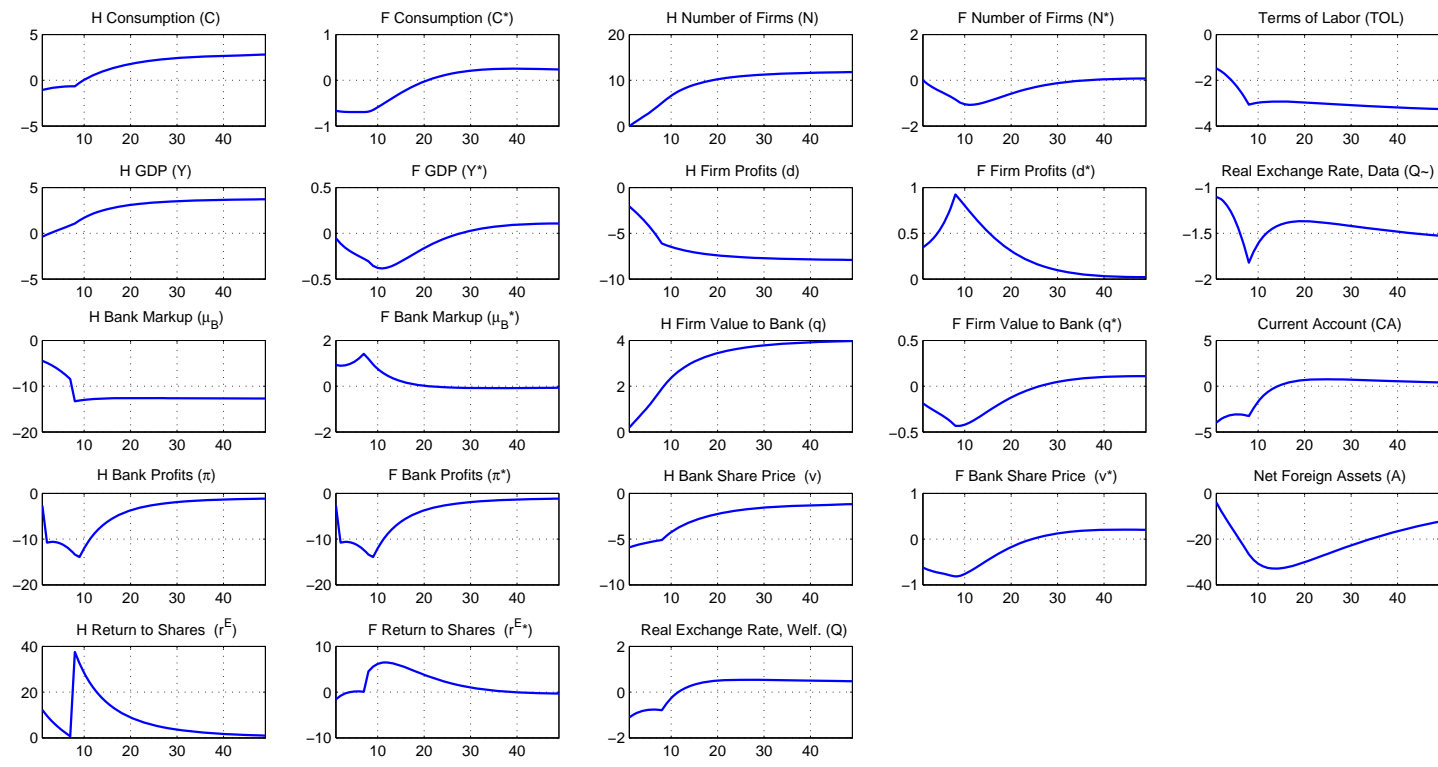 H Consumption (C)
5
0
−5
10 20 30 40
F Consumption (C*)
1
0
−1
10 20 30 40
H Number of Firms (N)
20
10
0
10 20 30 40
F Number of Firms (N*)
2
0
−2
10 20 30 40
Terms of Labor (TOL)
0
−2
−4
10 20 30 40
H GDP (Y)
5
0
−5
10 20 30 40
F GDP (Y*)
0.5
0
−0.5
10 20 30 40
H Firm Profits (d)
0
−5
−10
10 20 30 40
F Firm Profits (d*)
1
0.5
0
10 20 30 40
Real Exchange Rate, Data (Q~)
−1
−1.5
−2
10 20 30 40
H Bank Markup (μB)
0
−10
−20
10 20 30 40
F Bank Markup (μB*)
2
0
−2
10 20 30 40
H Firm Value to Bank (q)
4
2
0
10 20 30 40
F Firm Value to Bank (q*)
0.5
0
−0.5
10 20 30 40
Current Account (CA)
5
0
−5
10 20 30 40
H Bank Profits (π)
0
−10
−20
10 20 30 40
F Bank Profits (π*)
0
−10
−20
10 20 30 40
H Bank Share Price (v)
0
−5
−10
10 20 30 40
F Bank Share Price (v*)
1
0
−1
10 20 30 40
Net Foreign Assets (A)
0
−20
−40
10 20 30 40
H Return to Shares (rE)
40
20
0
10 20 30 40
F Return to Shares (rE*)
10
0
−10
10 20 30 40
Real Exchange Rate, Welf. (Q)
2
0
−2
10 20 30 40